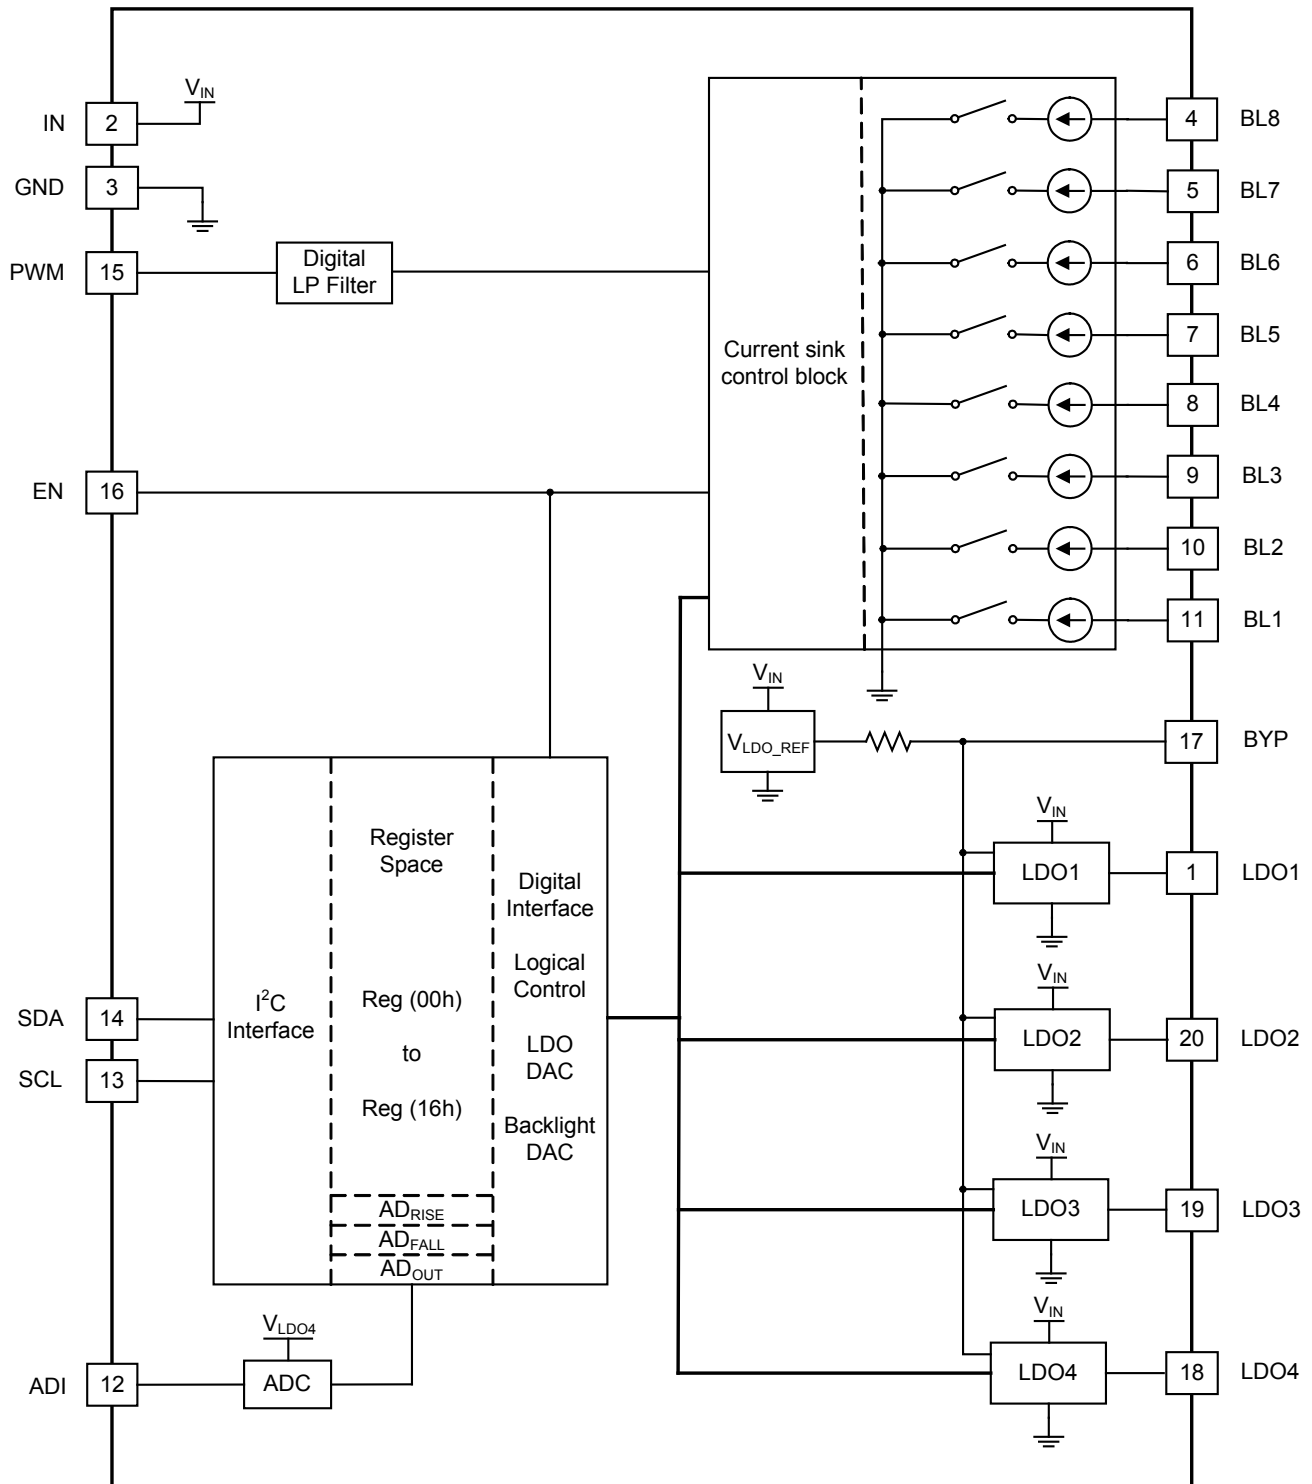 V_IN
IN
2
4
BL8
GND
3
5
BL7
PWM
15
Digital
LP Filter
6
BL6
7
BL5
Current sink
control block
8
BL4
EN
16
9
BL3
10
BL2
11
BL1
V_IN
V_LDO_REF
17
BYP
V_IN
LDO1
1
LDO1
V_IN
LDO2
20
LDO2
V_IN
LDO3
19
LDO3
V_IN
LDO4
18
LDO4
SDA
14
SCL
13
I²C
Interface
Register
Space
Reg (00h)
to
Reg (16h)
AD_RISE
AD_FALL
AD_OUT
Digital
Interface
Logical
Control
LDO
DAC
Backlight
DAC
V_LDO4
ADI
12
ADC